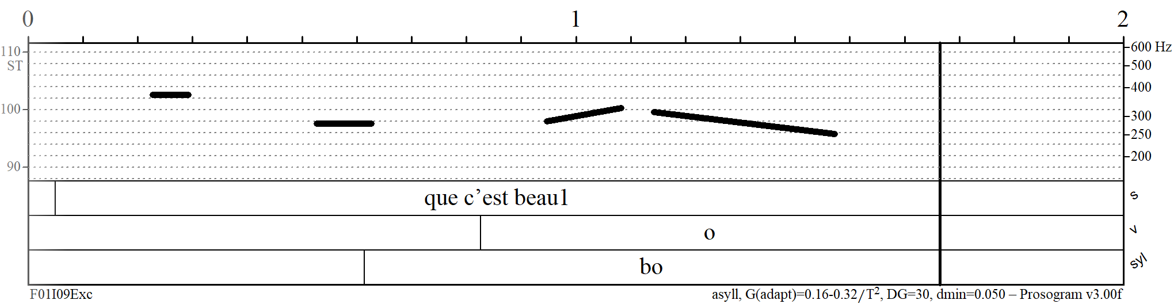 0 1 2
110 600 Hz
ST 500
400
100 300
250
90 200
que c’est beau1 s
o v
bo syl
F01I09Exc asyll, G(adapt)=0.16-0.32/T², DG=30, dmin=0.050 – Prosogram v3.00f